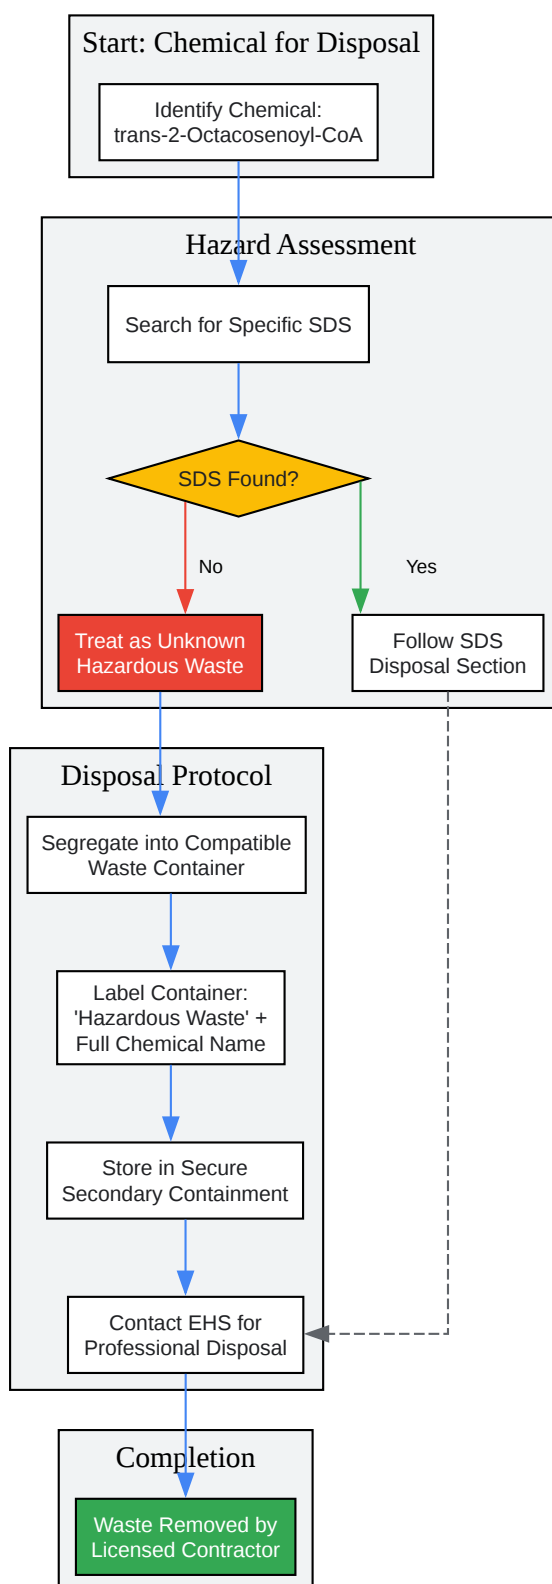 Start: Chemical for Disposal
Identify Chemical:
trans-2-Octacosenoyl-CoA
Hazard Assessment
Search for Specific SDS
SDS Found?
No
Yes
Treat as Unknown
Hazardous Waste
Follow SDS
Disposal Section
Disposal Protocol
Segregate into Compatible
Waste Container
Label Container:
'Hazardous Waste' +
Full Chemical Name
Store in Secure
Secondary Containment
Contact EHS for
Professional Disposal
Completion
Waste Removed by
Licensed Contractor